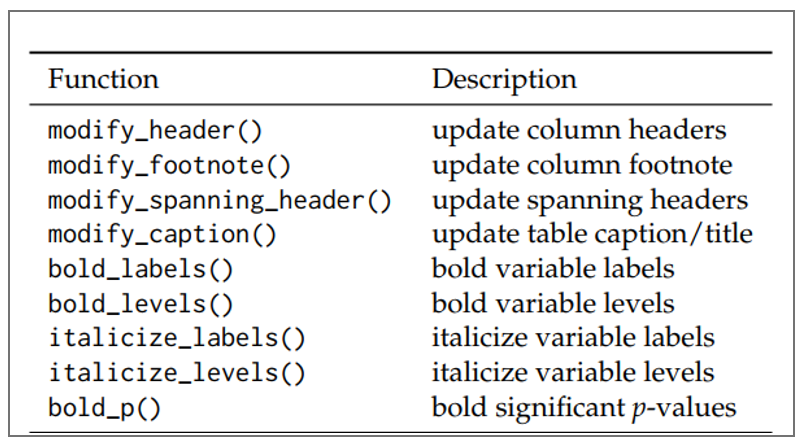 Function Description
modify_header() update column headers
modify_footnote() update column footnote
modify_spanning_header() update spanning headers
modify_caption() update table caption/title
bold_labels() bold variable labels
bold_levels() bold variable levels
italicize_labels() italicize variable labels
italicize_levels() italicize variable levels
bold_p() bold significant p-values